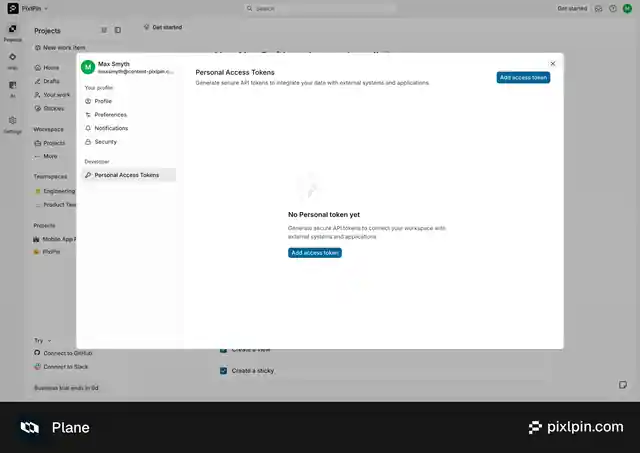 PixlPin
Search
Get started
M
Projects
Get started
New work item
Projects
Wiki
AI
Settings
Home
Drafts
Your work
Stickies
Workspace
Projects
More
Teamspaces
Engineering
Product Tea
Projects
Mobile App
PixlPin
Try
Connect to GitHub
Connect to Slack
Business trial ends in
M
Max Smyth
Your profile
Profile
Preferences
Notifications
Security
Developer
Personal Access Tokens
Personal Access Tokens
Generate secure API tokens to integrate your data with external systems and applications.
Add access token
No Personal token yet
Generate secure API tokens to connect your workspace with
external systems and applications
Add access token
Create a view
Create a sticky
Plane
pixlpin.com